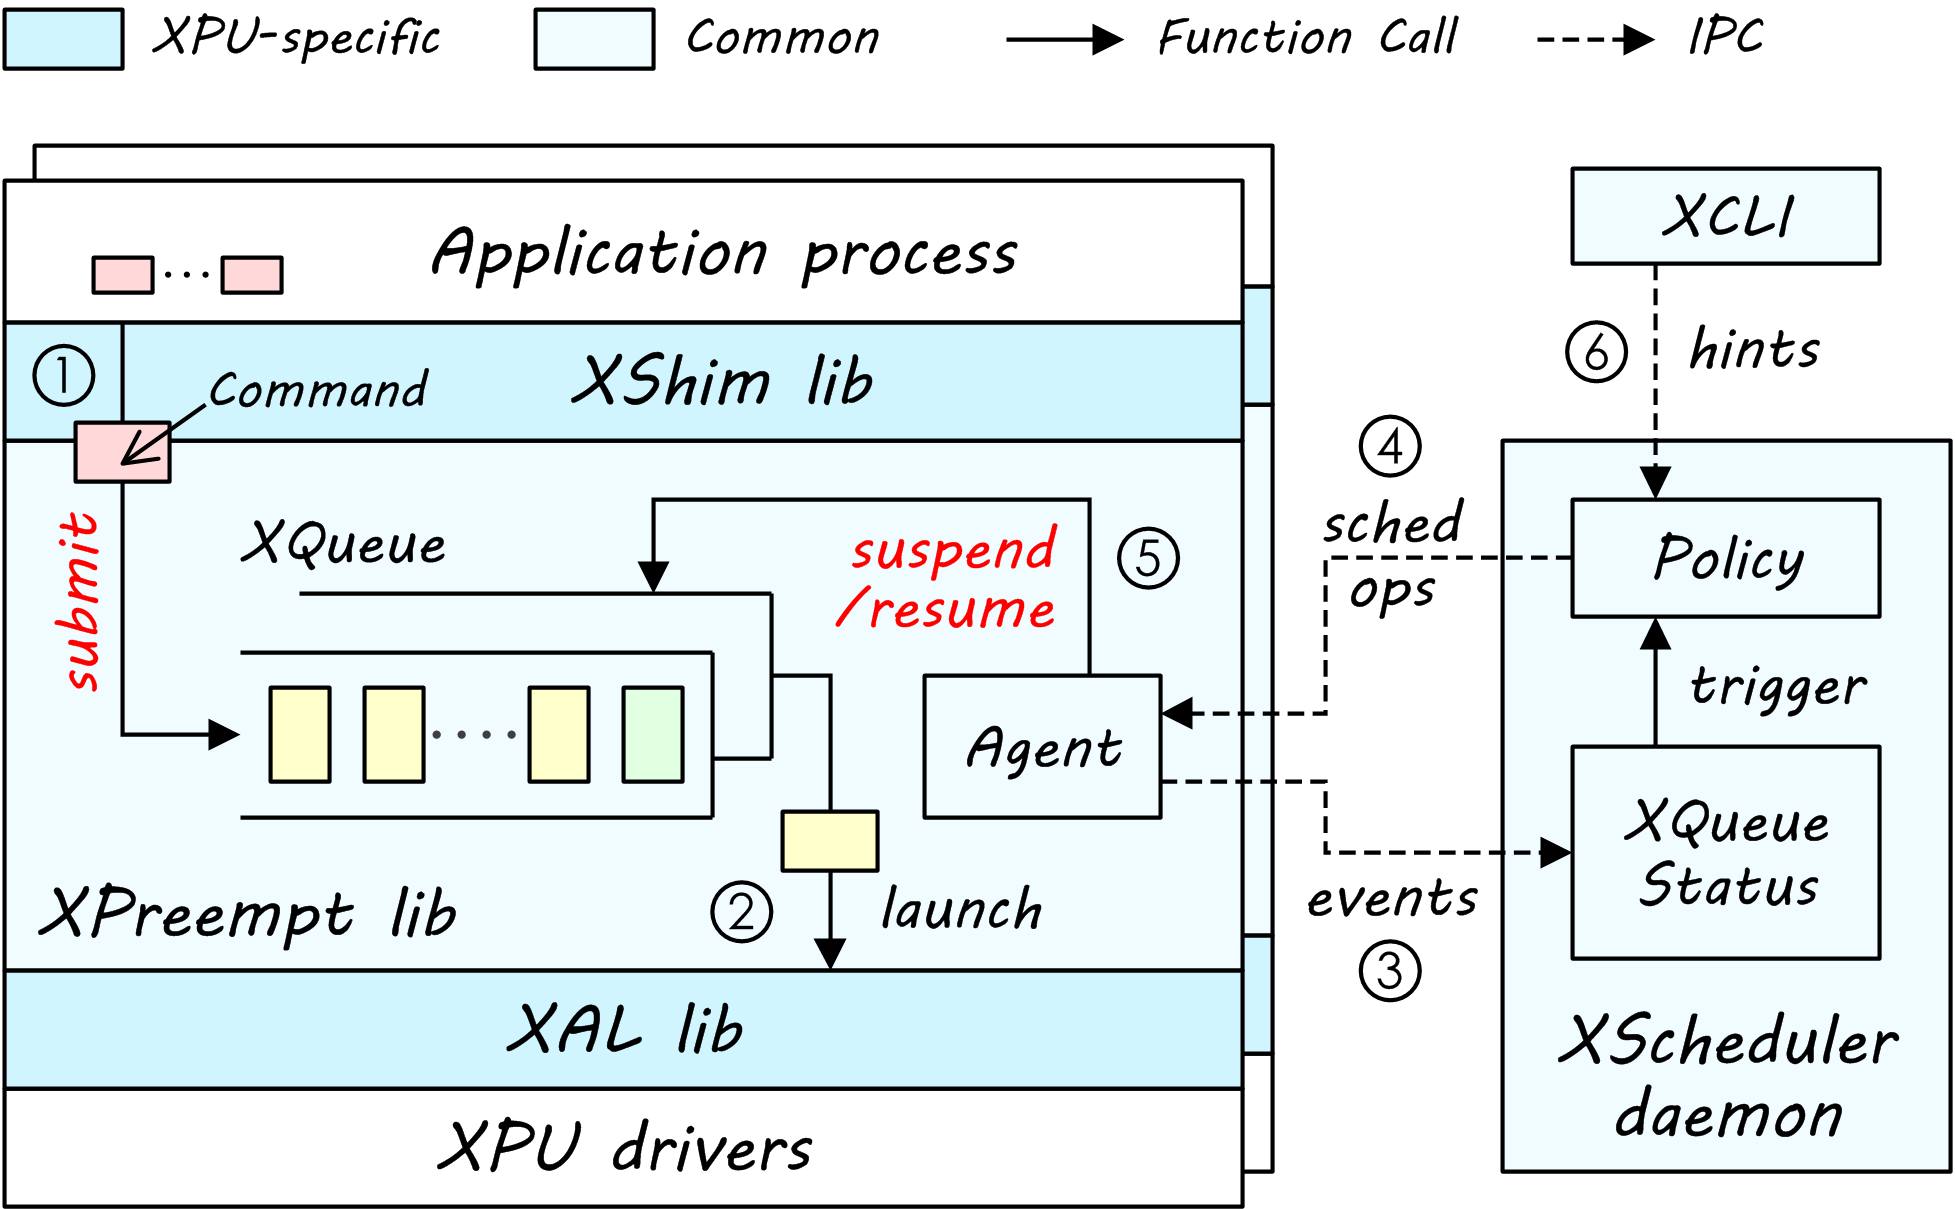 XPU-specific
Common
Function Call
IPC
Application process
XCLI
1
Command
XShim lib
6
hints
submit
XQueue
suspend
/resume
5
4
sched
ops
Policy
trigger
Agent
XQueue
Status
events
3
XPreempt lib
2
launch
XAL lib
XScheduler
daemon
XPU drivers